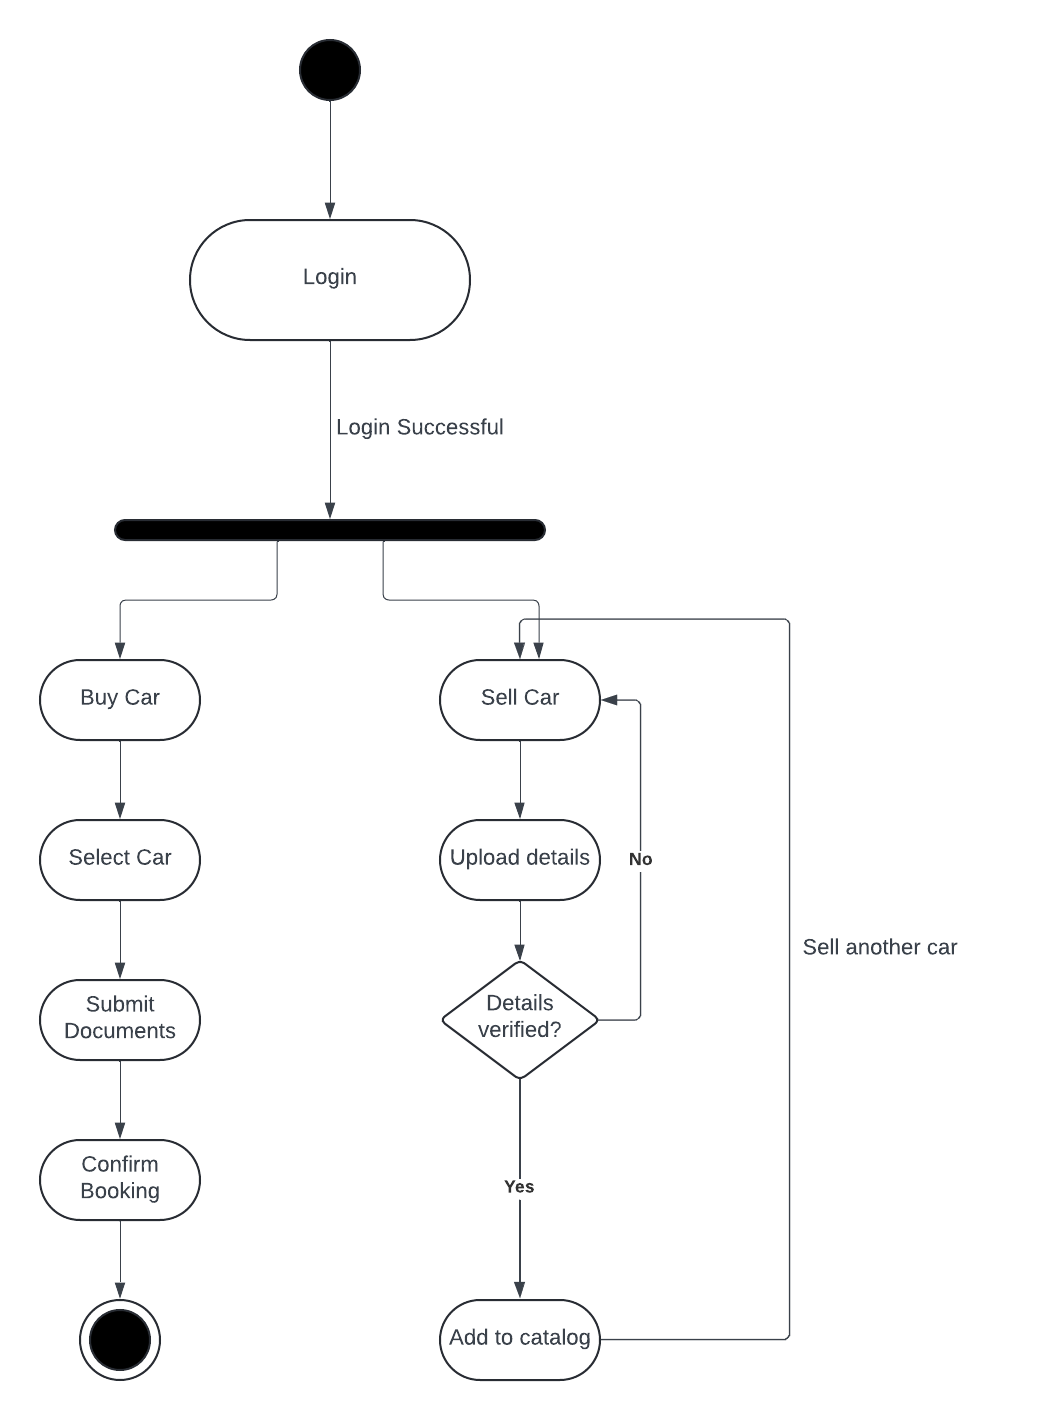 Login
Login Successful
Buy Car
Sell Car
Select Car
Upload details
No
Sell another car
Submit
Documents
Details
verified?
Confirm
Booking
Yes
Add to catalog